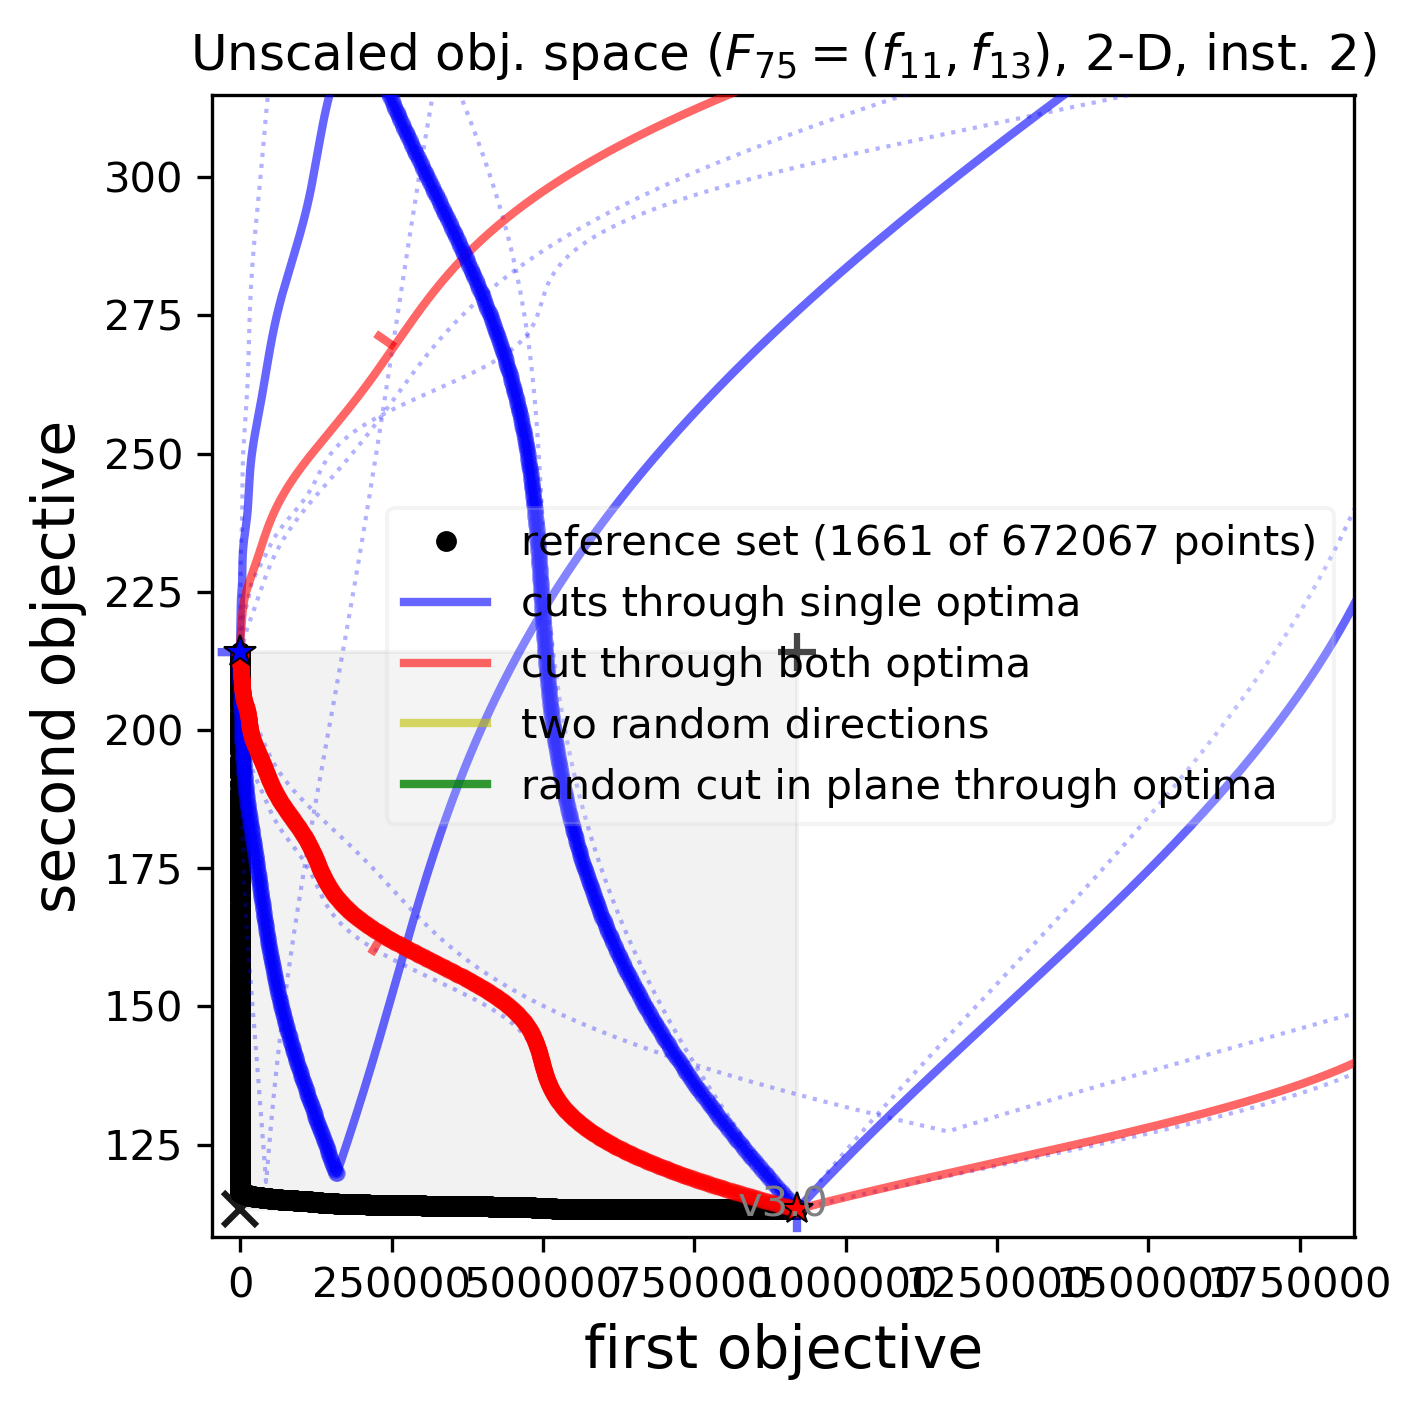 Unscaled obj. space (F75 = (f11, f13), 2-D, inst. 2)
300
275
250
225
200
175
150
125
second objective
reference set (1661 of 672067 points)
cuts through single optima
cut through both optima
two random directions
random cut in plane through optima
v3.0
0 250000 500000 750000 1000000 1250000 1500000 1750000
first objective